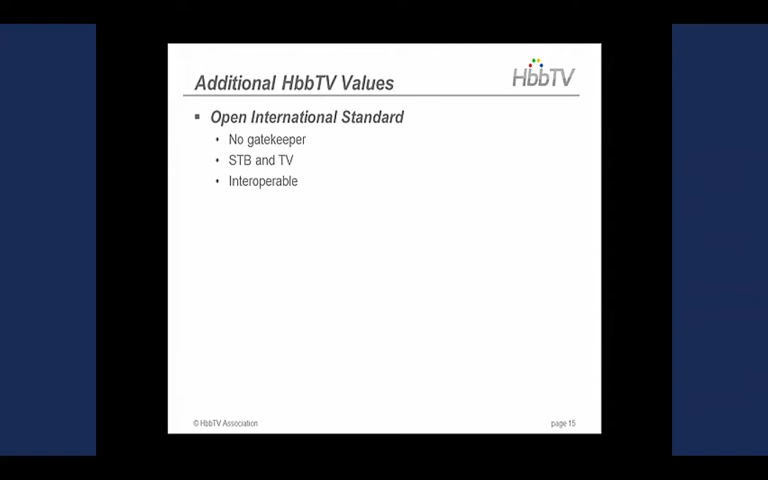 Additional HbbTV Values
HbbTV
▪ Open International Standard
• No gatekeeper
• STB and TV
• Interoperable
© HbbTV Association
page 15